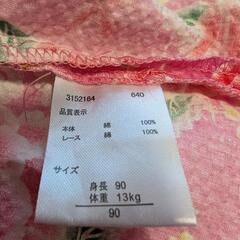 3152164 640
品質表示
本体 綿 100%
レース 綿 100%
サイズ
身長 90
体重 13kg
90